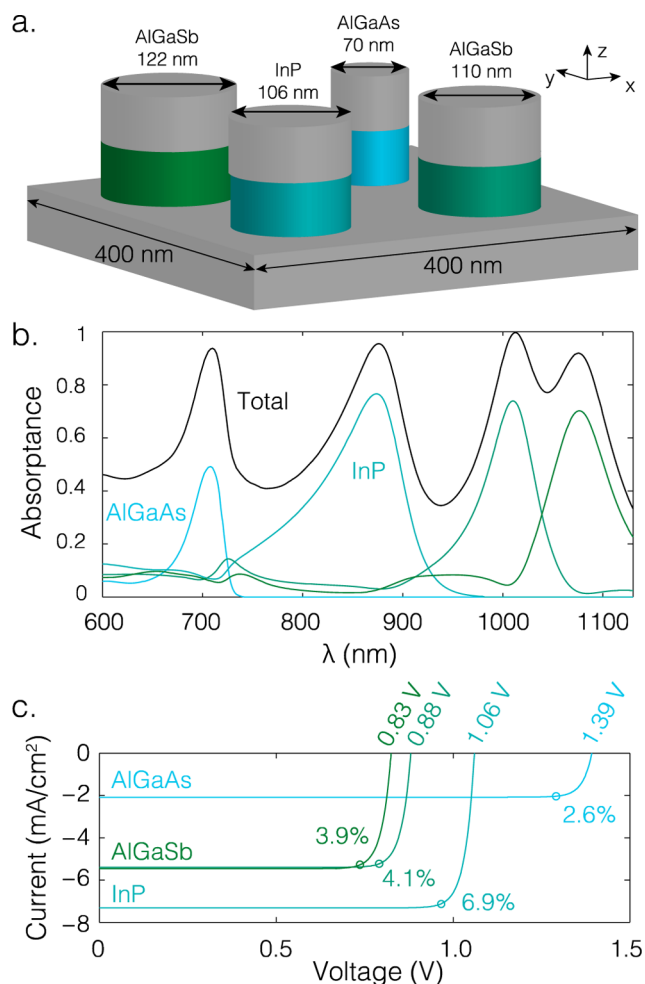 a.
AlGaSb
122 nm
InP
106 nm
AlGaAs
70 nm
AlGaSb
110 nm
z
y
x
400 nm
400 nm
b.
Absorptance
1
0.8
0.6
0.4
0.2
0
Total
AlGaAs
InP
600
700
800
900
1000
1100
λ (nm)
c.
0.83 V
0.88 V
1.06 V
1.39 V
Current (mA/cm²)
0
−2
−4
−6
−8
AlGaAs
AlGaSb
InP
3.9%
4.1%
6.9%
2.6%
0
0.5
1.0
1.5
Voltage (V)